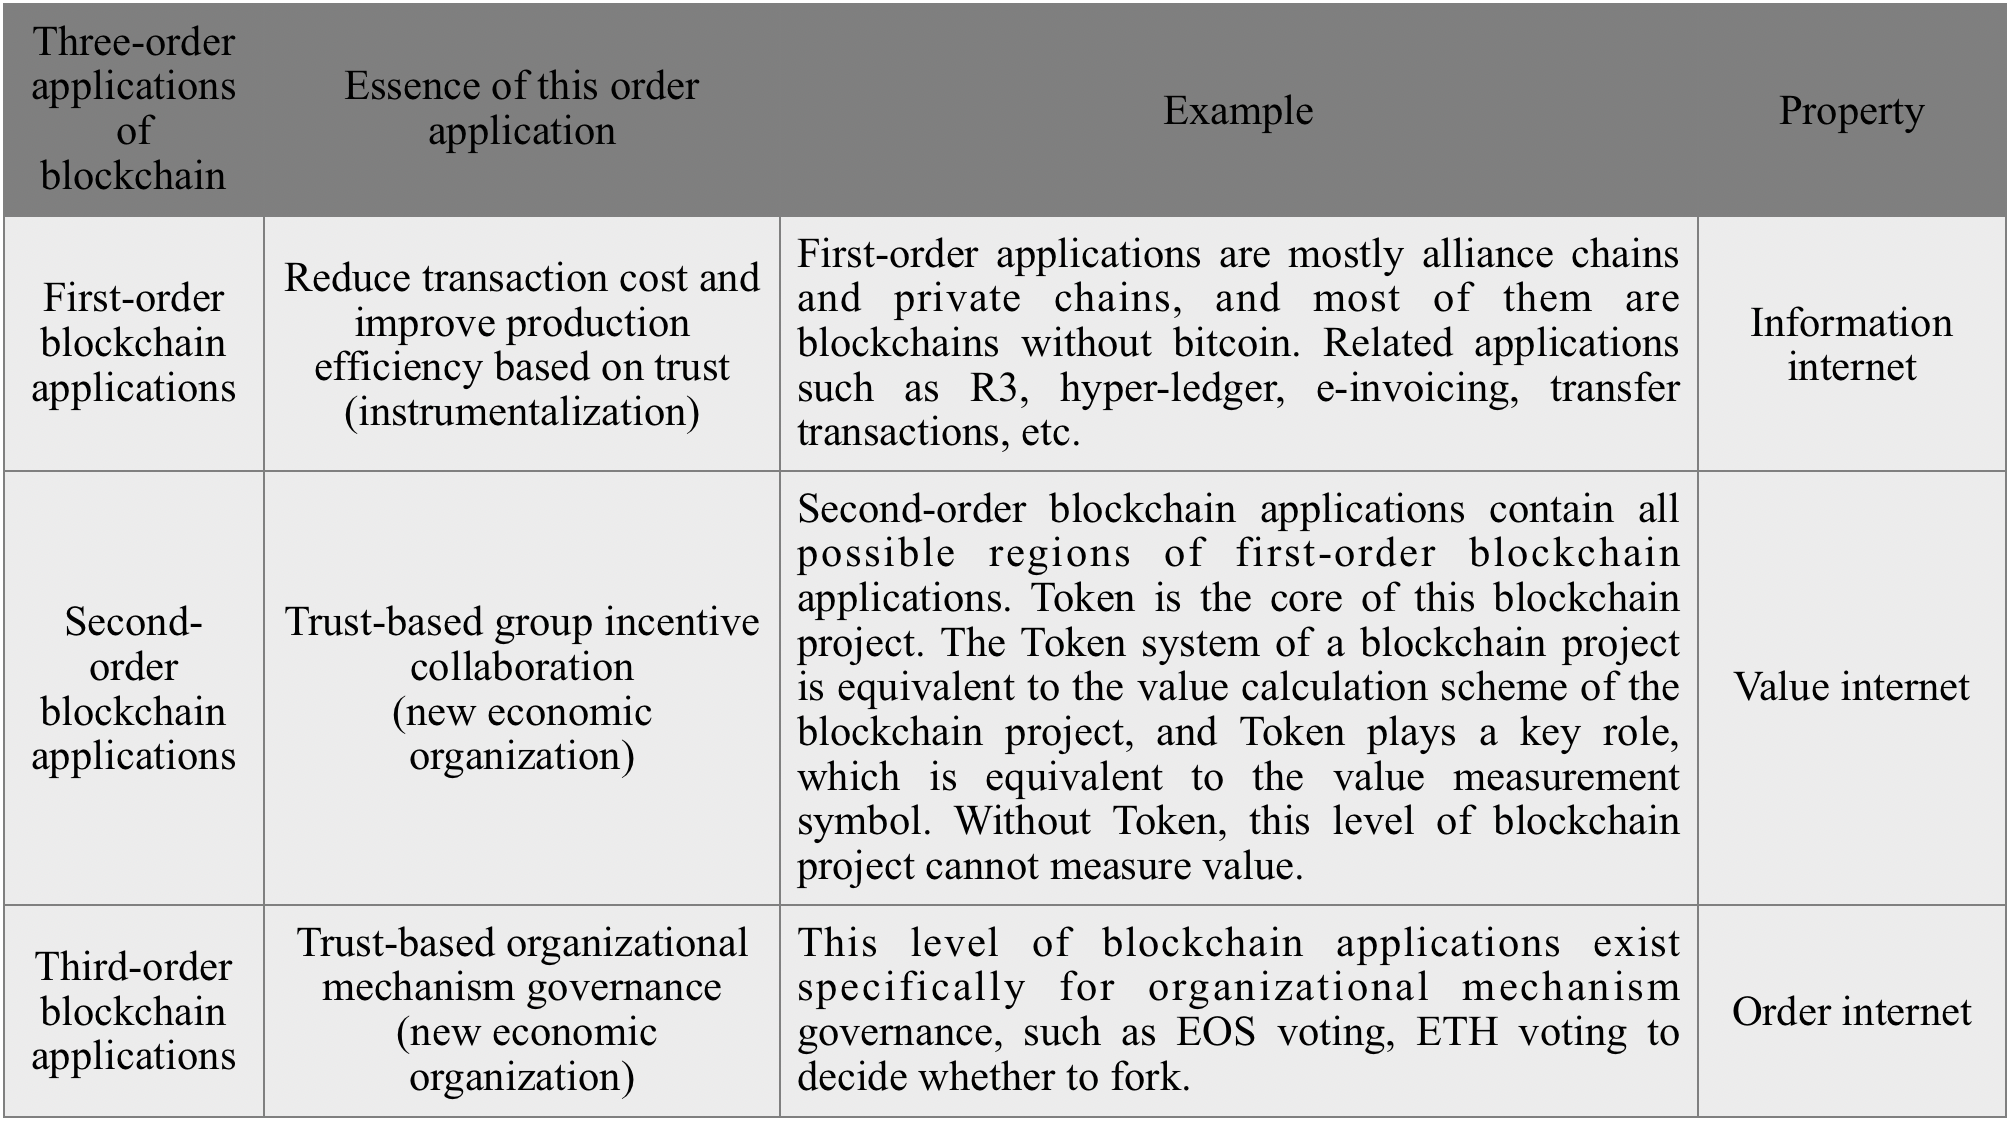 Three-order
applications
of
blockchain
Essence of this order
application
Example
Property
First-order
blockchain
applications
Reduce transaction cost and
improve production
efficiency based on trust
(instrumentalization)
First-order applications are mostly alliance chains
and private chains, and most of them are
blockchains without bitcoin. Related applications
such as R3, hyper-ledger, e-invoicing, transfer
transactions, etc.
Information
internet
Second-
order
blockchain
applications
Trust-based group incentive
collaboration
(new economic
organization)
Second-order blockchain applications contain all
possible regions of first-order blockchain
applications. Token is the core of this blockchain
project. The Token system of a blockchain project
is equivalent to the value calculation scheme of the
blockchain project, and Token plays a key role,
which is equivalent to the value measurement
symbol. Without Token, this level of blockchain
project cannot measure value.
Value internet
Third-order
blockchain
applications
Trust-based organizational
mechanism governance
(new economic
organization)
This level of blockchain applications exist
specifically for organizational mechanism
governance, such as EOS voting, ETH voting to
decide whether to fork.
Order internet